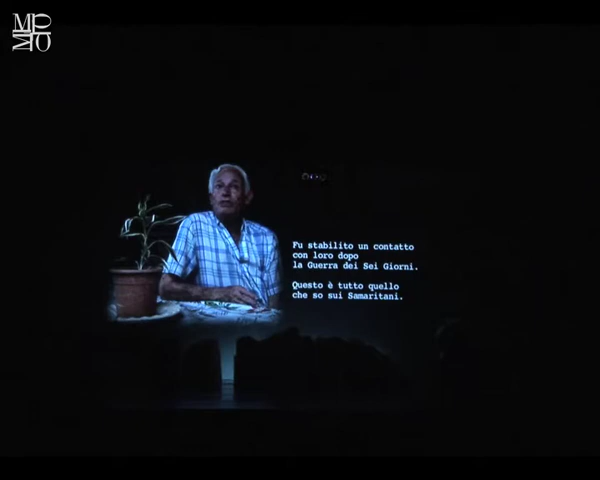 Fu stabilito un contatto
con loro dopo
la Guerra dei Sei Giorni.
Questo è tutto quello
che so sui Samaritani.